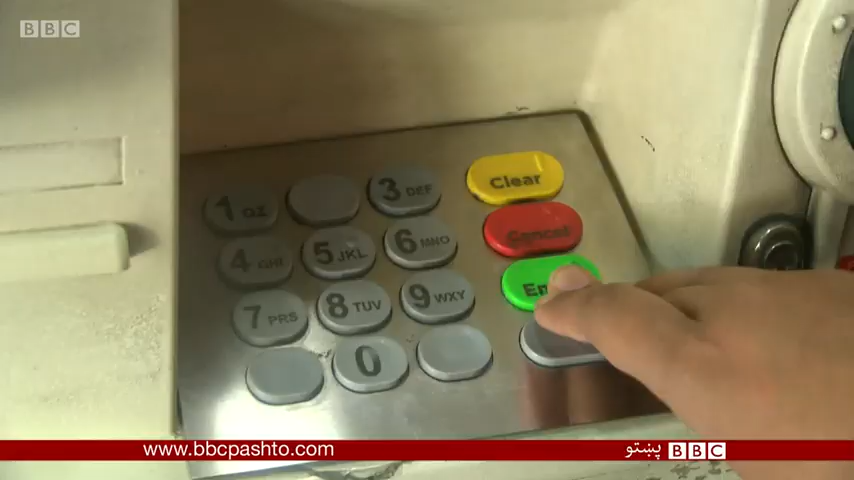 BBC
1 QZ
3 DEF
Clear
4 GHI
5 JKL
6 MNO
Cancel
7 PRS
8 TUV
9 WXY
0
www.bbcpashto.com
پښتو BBC